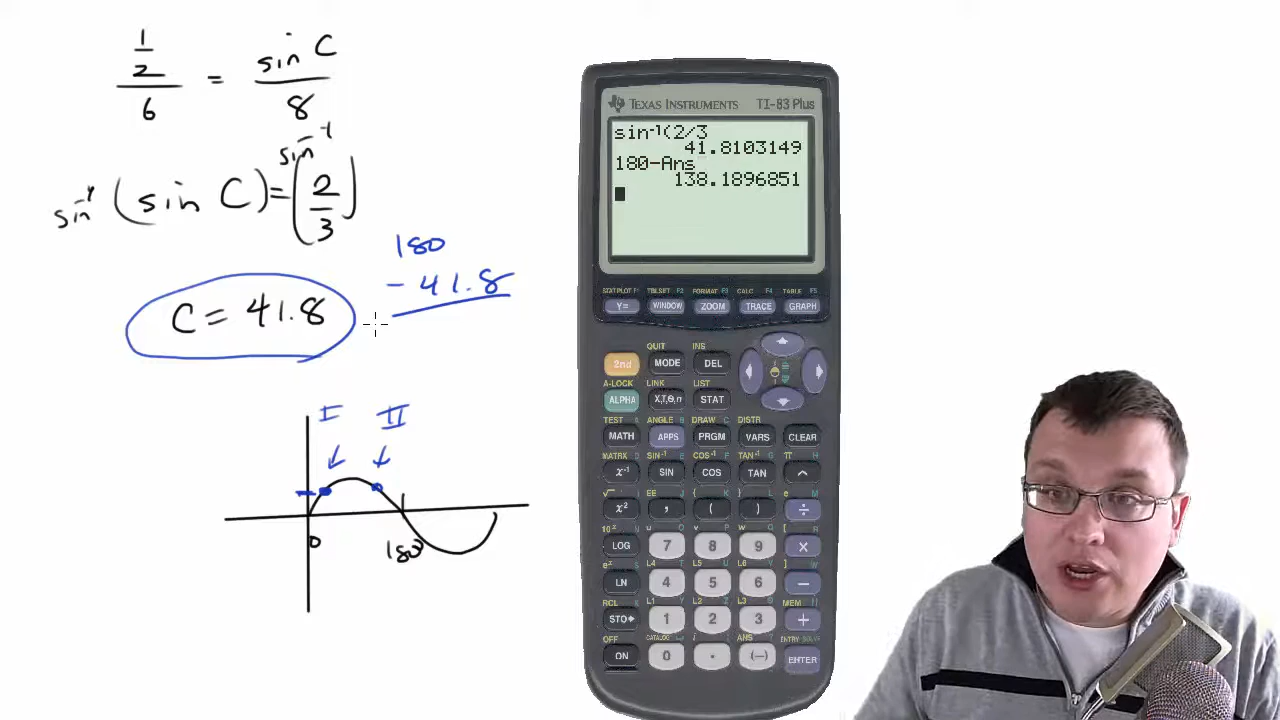 1/2 / 6 = sin C / 8
sin⁻¹ (sin C) = sin⁻¹ (2/3)
180
- 41.8
C = 41.8
I II
0 180
TEXAS INSTRUMENTS TI-83 Plus
sin⁻¹(2/3
41.8103149
180-Ans
138.1896851
STAT PLOT F1 TBLSET F2 FORMAT F3 CALC F4 TABLE F5
Y= WINDOW ZOOM TRACE GRAPH
QUIT INS
2nd MODE DEL
A-LOCK LINK LIST
ALPHA X,T,θ,n STAT
TEST A ANGLE B DRAW C DISTR
MATH APPS PRGM VARS CLEAR
MATRX D SIN⁻¹ E COS⁻¹ F TAN⁻¹ G π H
x⁻¹ SIN COS TAN ^
√ I EE J { K } L e M
x² , ( ) ÷
10ˣ N u O v P w Q [ R
LOG 7 8 9 ×
eˣ S L4 T L5 U L6 V ] W
LN 4 5 6 −
RCL X L1 Y L2 Z L3 θ MEM "
STO▸ 1 2 3 +
OFF CATALOG i ANS ? ENTRY SOLVE
ON 0 . (−) ENTER